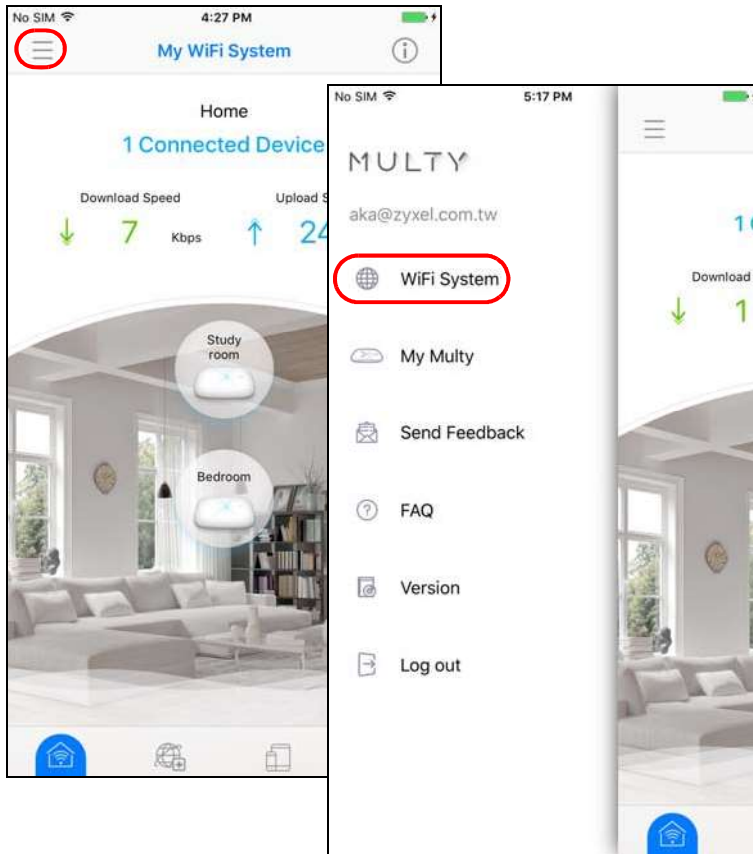 No SIM 4:27 PM
My WiFi System
Home
1 Connected Device
Download Speed
Upload S
7 Kbps
24
Study
room
Bedroom
No SIM 5:17 PM
MULTY
aka@zyxel.com.tw
WiFi System
My Multy
Send Feedback
FAQ
Version
Log out
1
Download
1